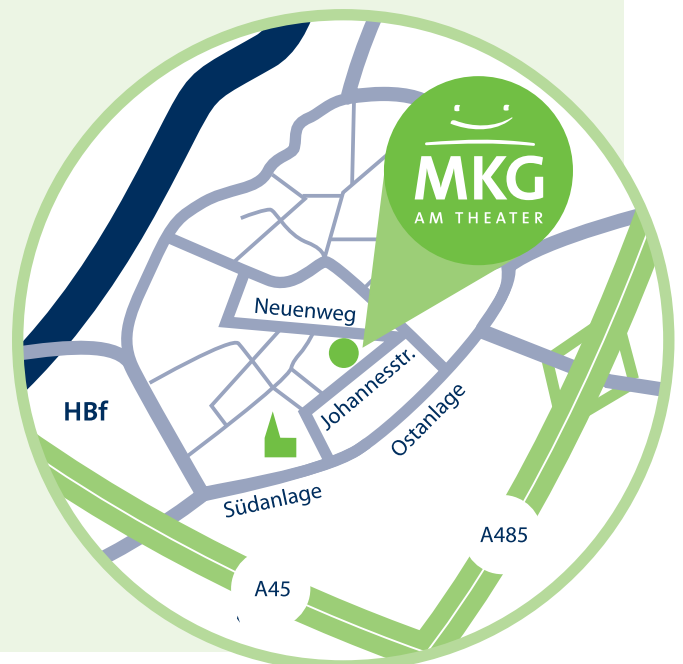 MKG
AM THEATER
Neuenweg
Johannesstr.
HBf
Ostanlage
Südanlage
A485
A45